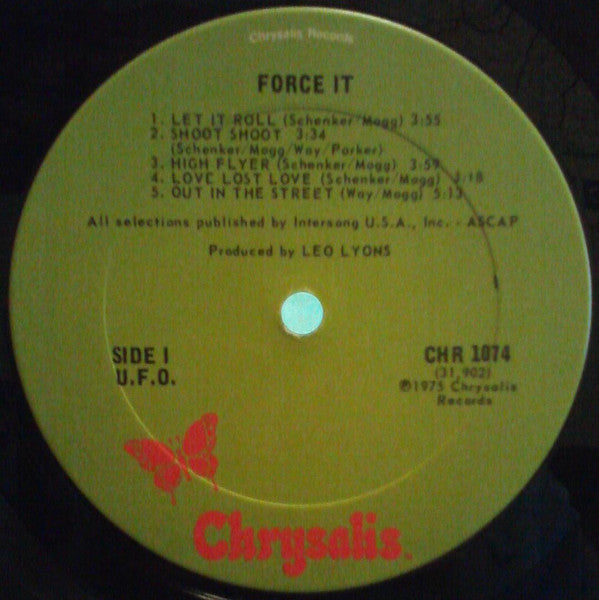 Chrysalis Records
FORCE IT
1. LET IT ROLL (Schenker/Mogg) 3:55
2. SHOOT SHOOT 3:34
(Schenker/Mogg/Way/Parker)
3. HIGH FLYER (Schenker/Mogg) 3:59
4. LOVE LOST LOVE (Schenker/Mogg) 3:18
5. OUT IN THE STREET (Way/Mogg) 5:13
All selections published by Intersong U.S.A., Inc. - ASCAP
Produced by LEO LYONS
SIDE 1
U.F.O.
CHR 1074
(31,902)
℗1975 Chrysalis
Records
Chrysalis